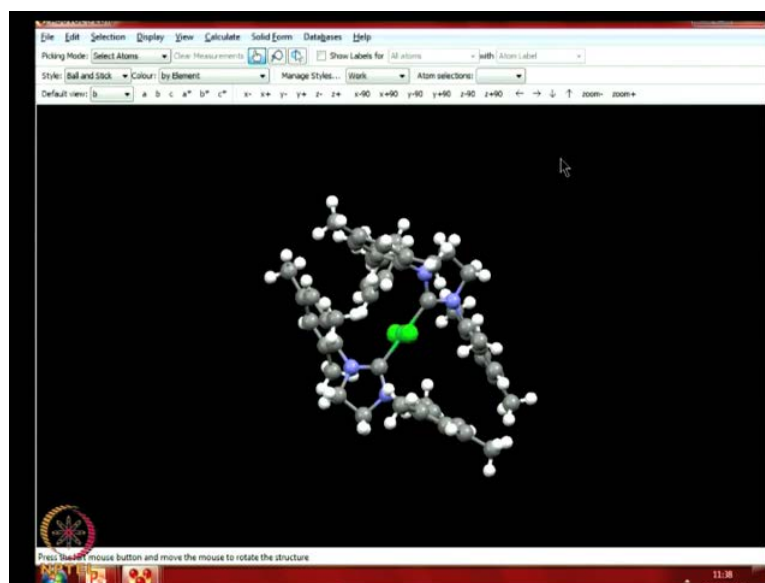 File Edit Selection Display View Calculate Solid Form Databases Help
Picking Mode: Select Atoms Clear Measurements Show Labels for All atoms with Atom Label
Style: Ball and Stick Colour: by Element Manage Styles... Work Atom selections:
Default view: b a b c a* b* c* x- x+ y- y+ z- z+ x-90 x+90 y-90 y+90 z-90 z+90 ← → ↓ ↑ zoom- zoom+
Press the left mouse button and move the mouse to rotate the structure
NPTEL
11:38